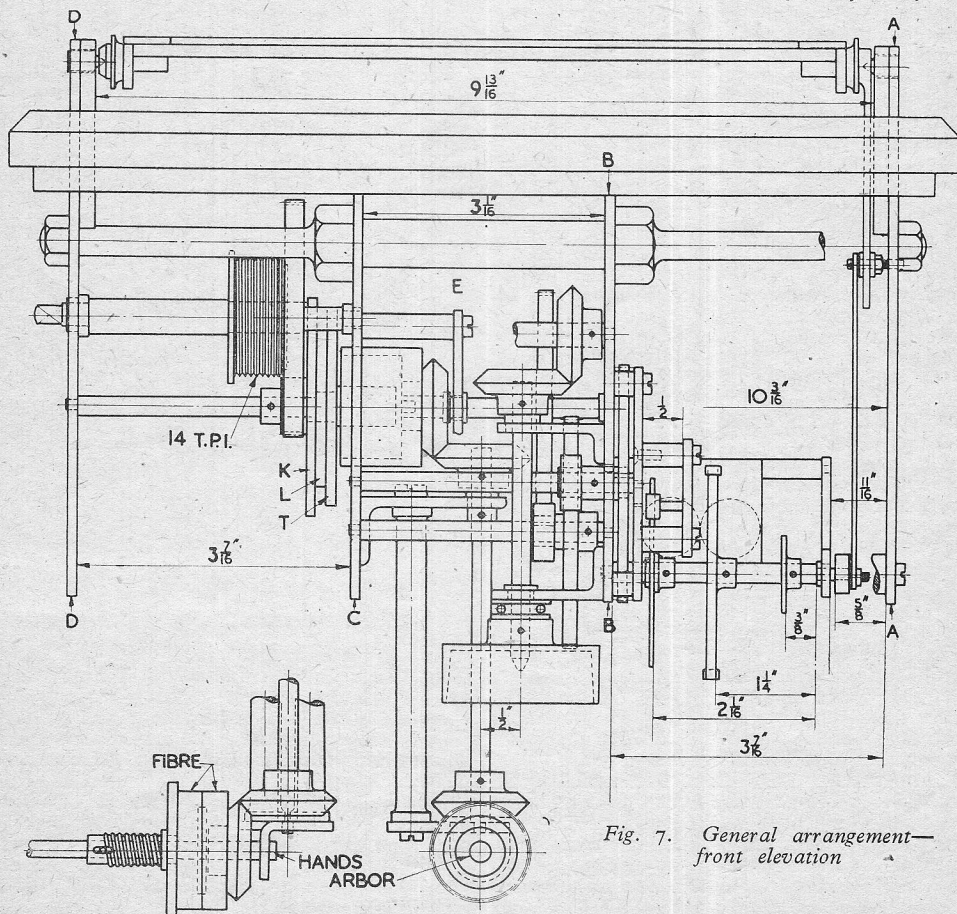 D
A
9 13/16"
B
3 1/16"
E
1/2
10 3/16"
14 T.P.I.
K
L
T
11/16"
3 7/16"
D
C
B
5/8"
A
3/8"
1 1/4"
2 1/16"
1/2"
3 7/16"
FIBRE
HANDS
ARBOR
Fig. 7. General arrangement—
front elevation